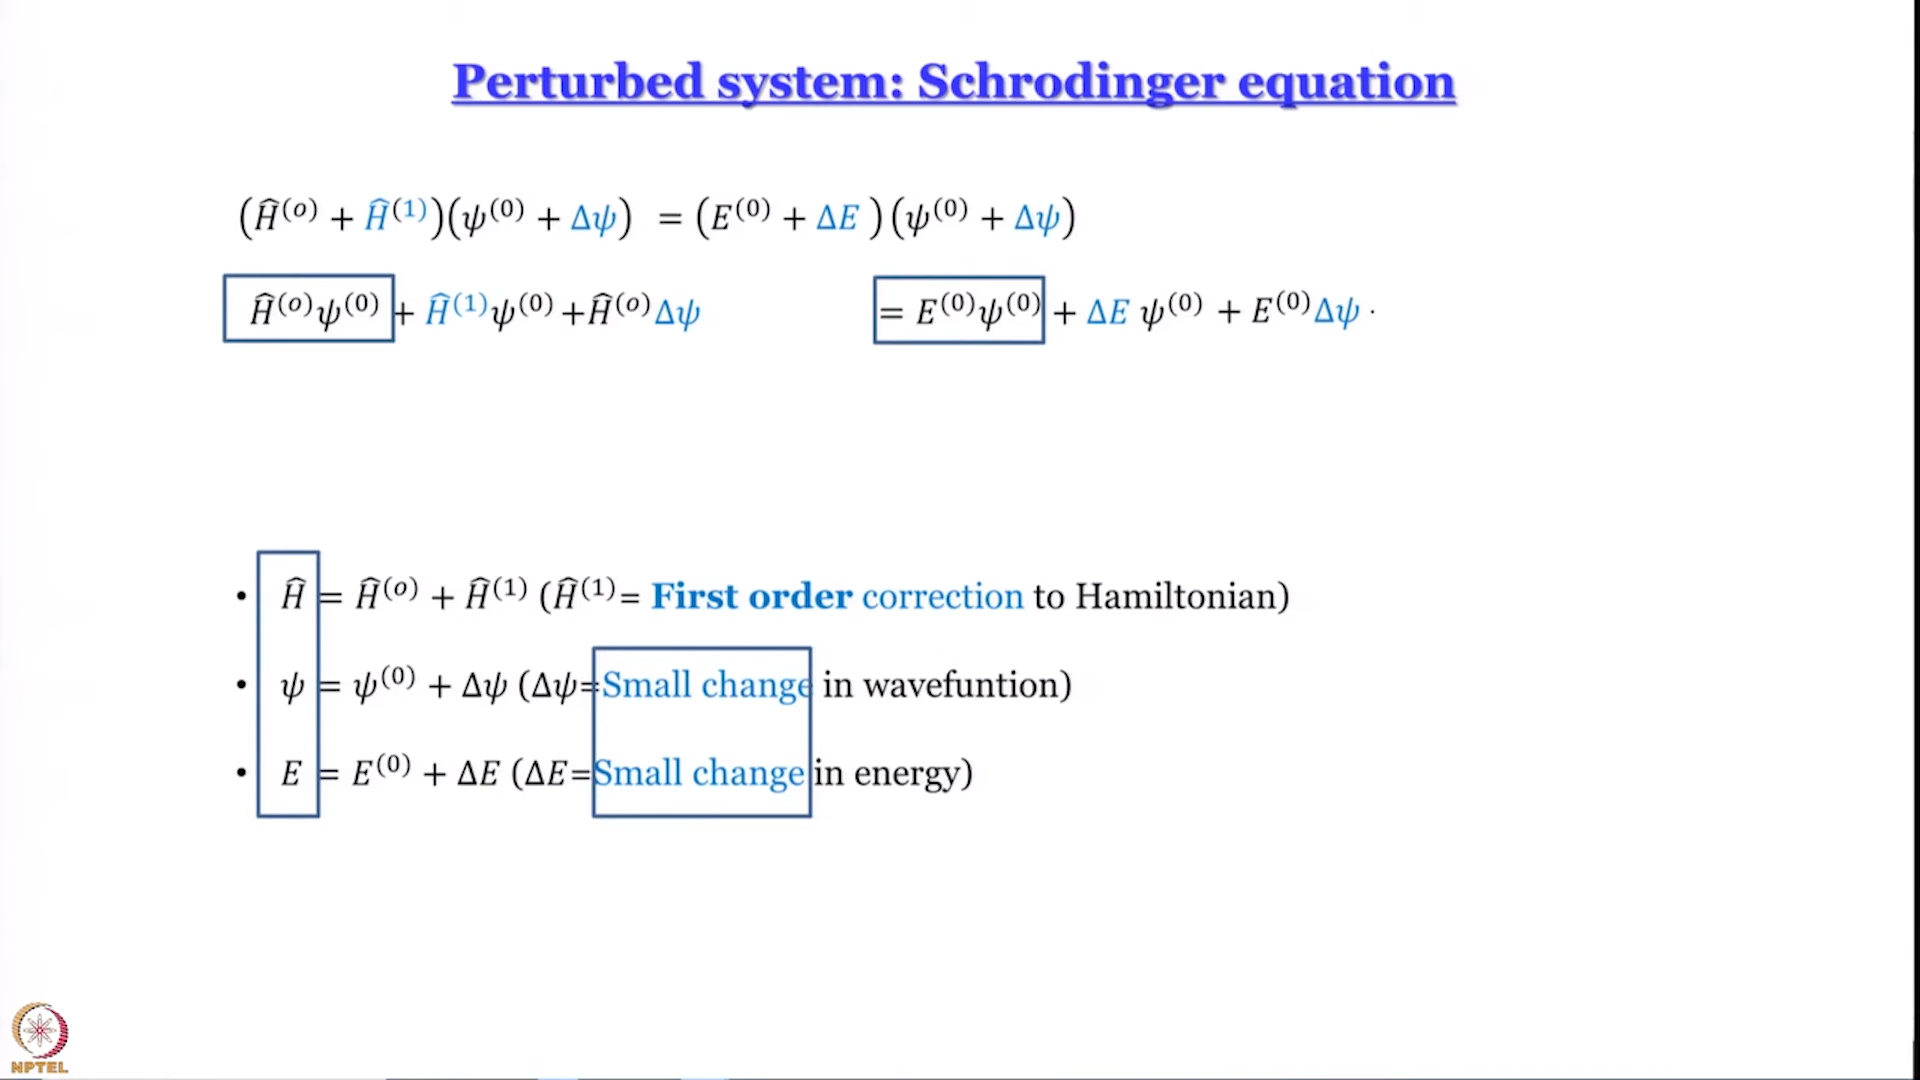 Perturbed system: Schrodinger equation
(Ĥ⁽ᵒ⁾ + Ĥ⁽¹⁾)(ψ⁽⁰⁾ + Δψ) = (E⁽⁰⁾ + ΔE )(ψ⁽⁰⁾ + Δψ)
Ĥ⁽ᵒ⁾ψ⁽⁰⁾ + Ĥ⁽¹⁾ψ⁽⁰⁾ +Ĥ⁽ᵒ⁾Δψ = E⁽⁰⁾ψ⁽⁰⁾ + ΔE ψ⁽⁰⁾ + E⁽⁰⁾Δψ ·
• Ĥ = Ĥ⁽ᵒ⁾ + Ĥ⁽¹⁾ (Ĥ⁽¹⁾= First order correction to Hamiltonian)
• ψ = ψ⁽⁰⁾ + Δψ (Δψ=Small change in wavefuntion)
• E = E⁽⁰⁾ + ΔE (ΔE=Small change in energy)
NPTEL